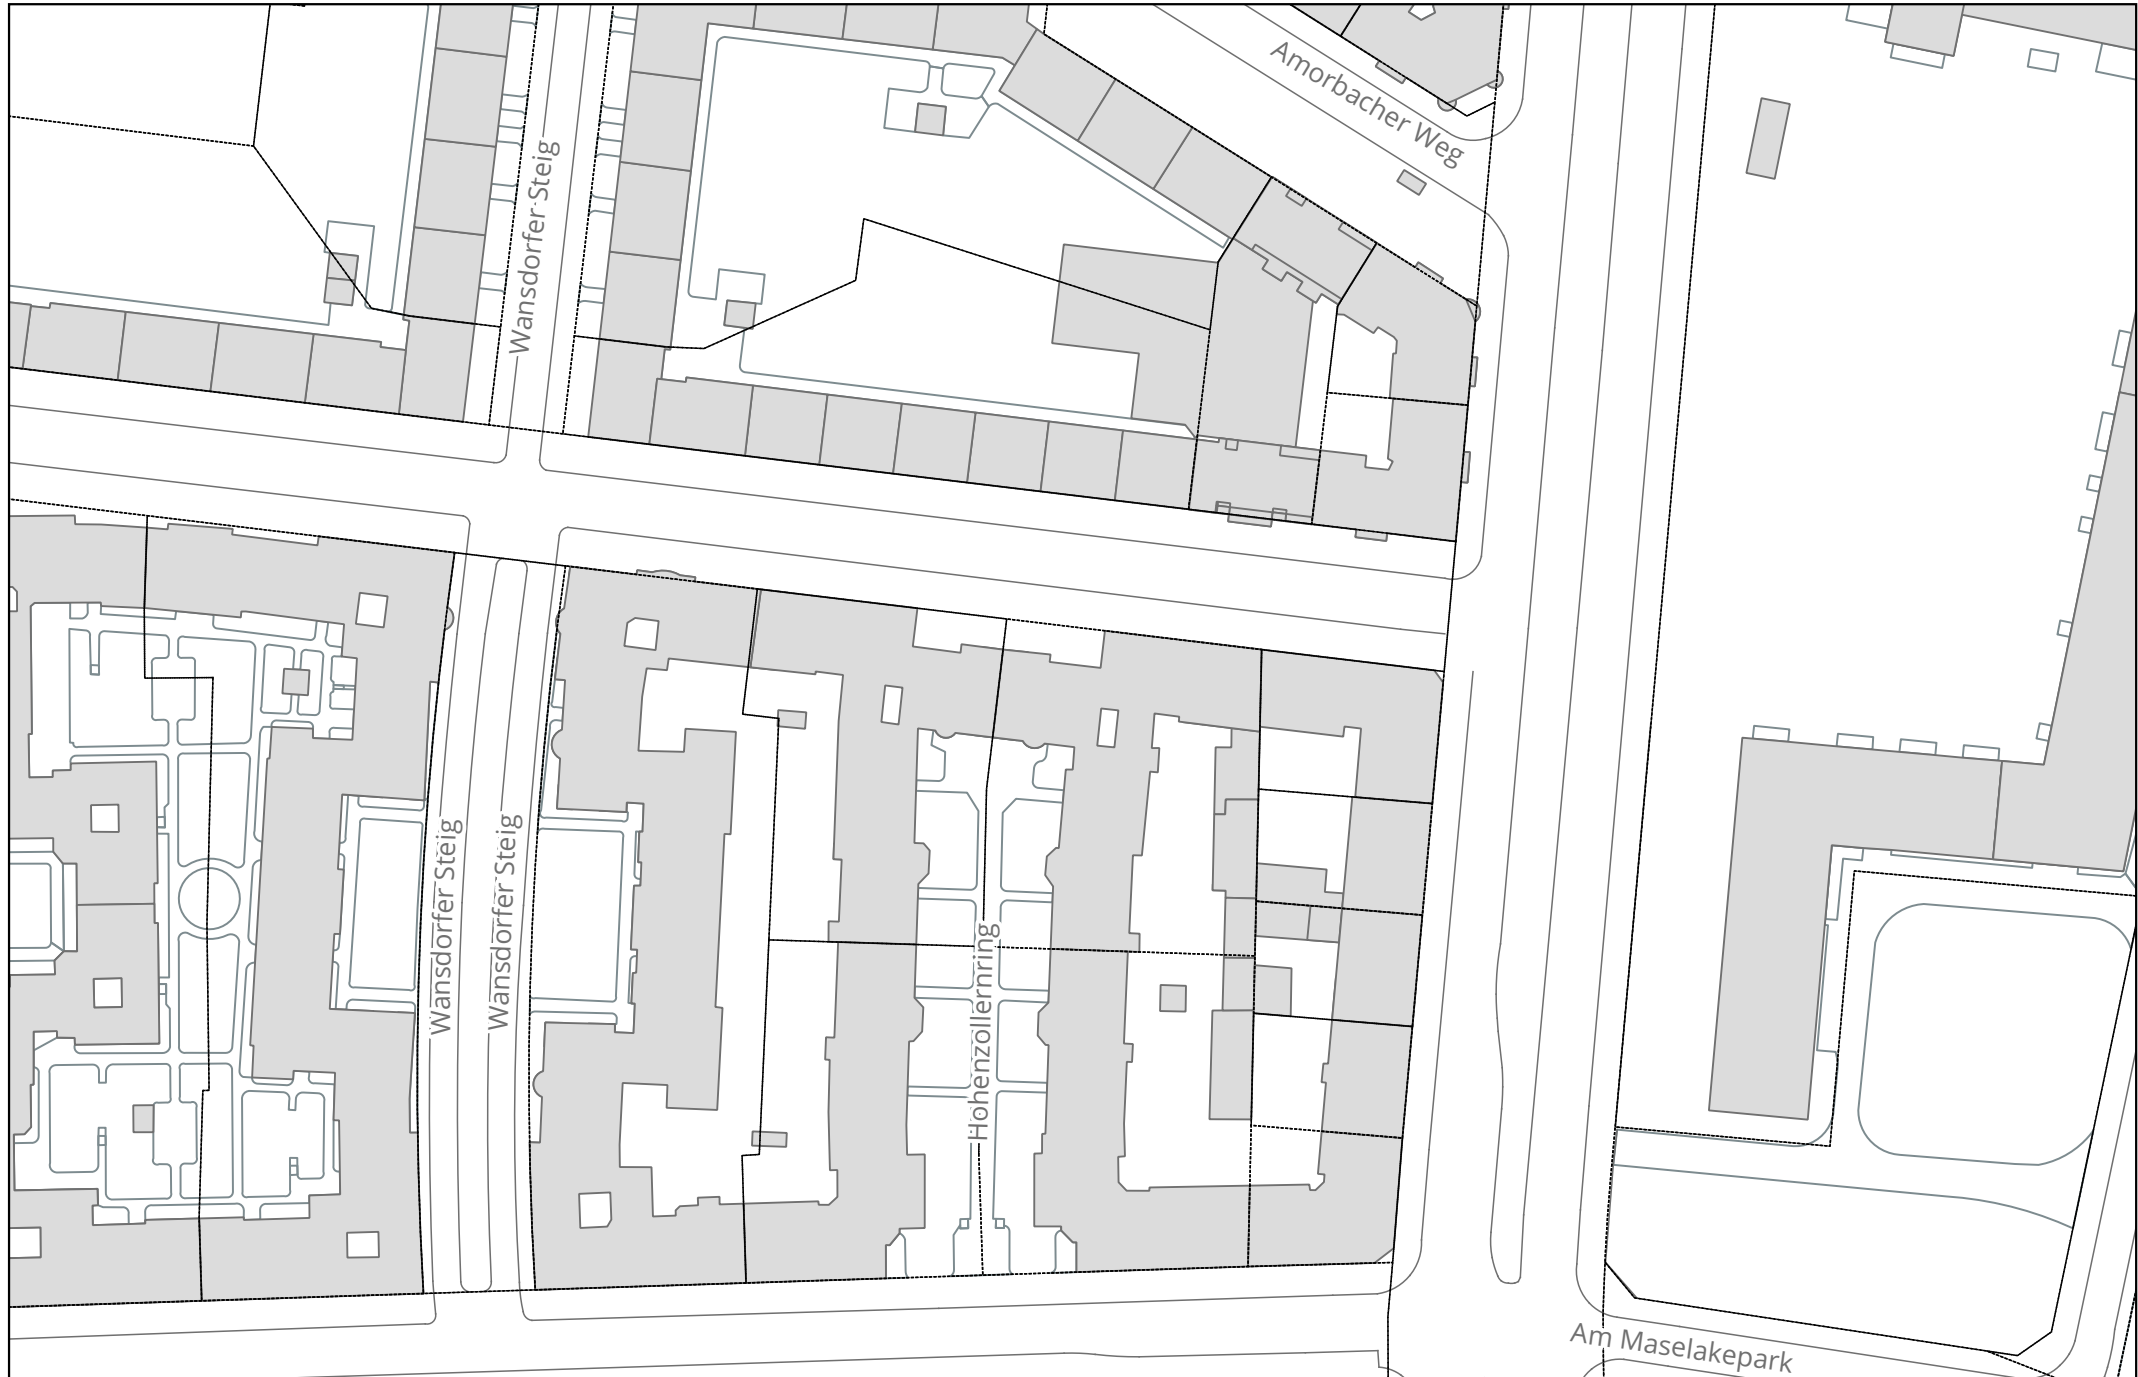 Amorbacher Weg
Wansdorfer Steig
Wansdorfer Steig
Wansdorfer Steig
Hohenzollernring
Am Maselakepark